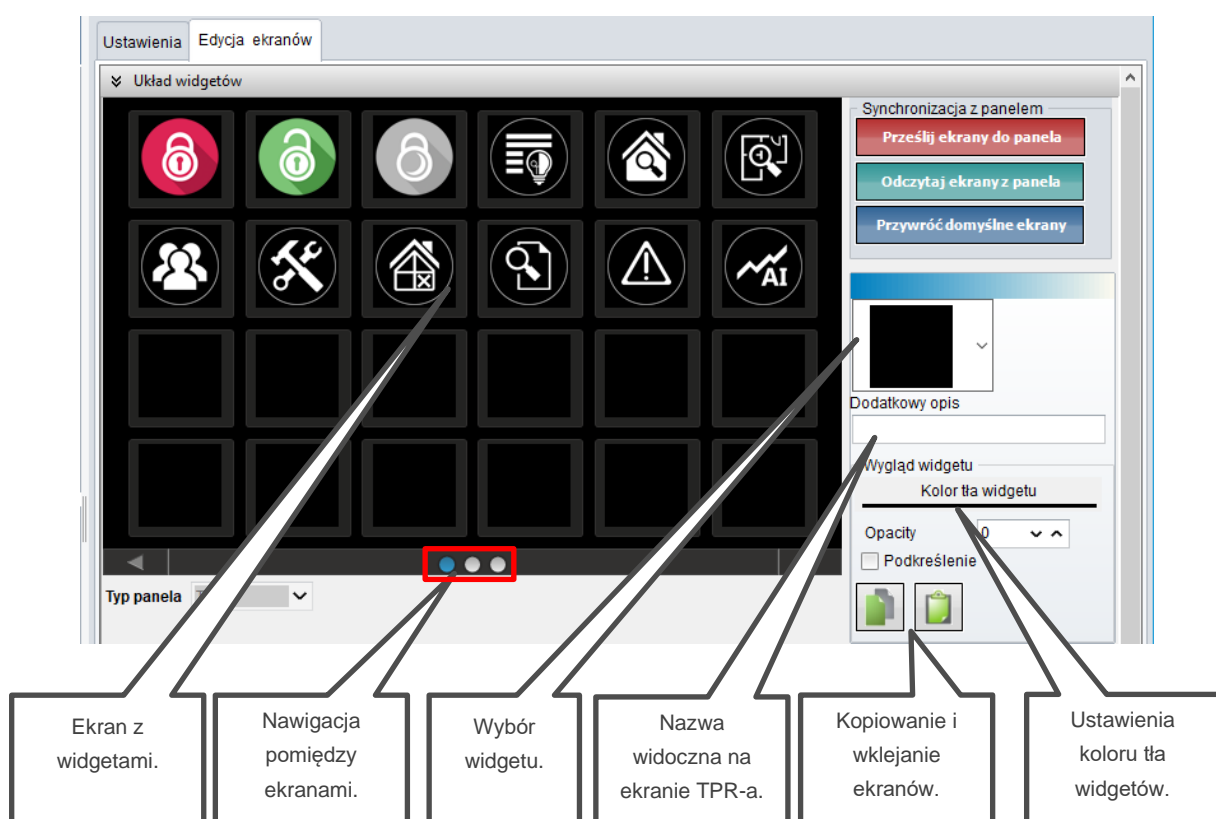 Ustawienia Edycja ekranów
Układ widgetów
Synchronizacja z panelem
Prześlij ekrany do panela
Odczytaj ekrany z panela
Przywróć domyślne ekrany
AI
Dodatkowy opis
Wygląd widgetu
Kolor tła widgetu
Opacity 0
Podkreślenie
Typ panela
Ekran z
widgetami.
Nawigacja
pomiędzy
ekranami.
Wybór
widgetu.
Nazwa
widoczna na
ekranie TPR-a.
Kopiowanie i
wklejanie
ekranów.
Ustawienia
koloru tła
widgetów.